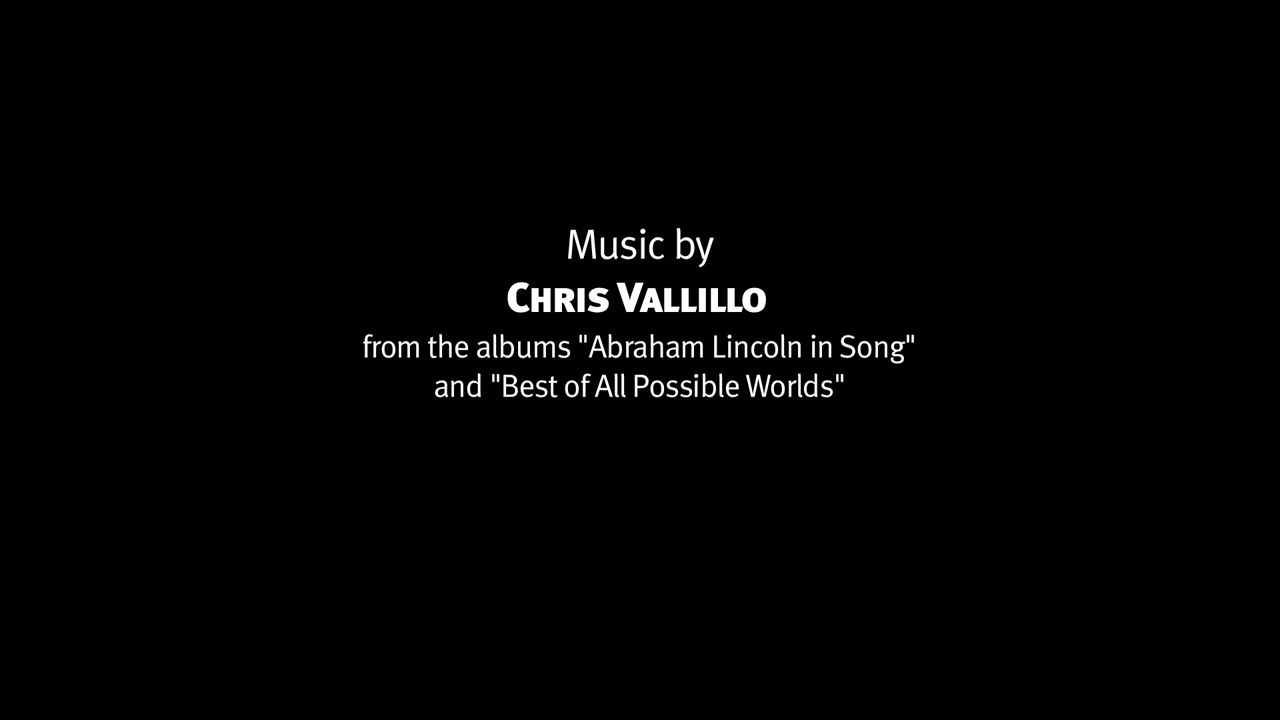 Music by
CHRIS VALLILLO
from the albums "Abraham Lincoln in Song"
and "Best of All Possible Worlds"